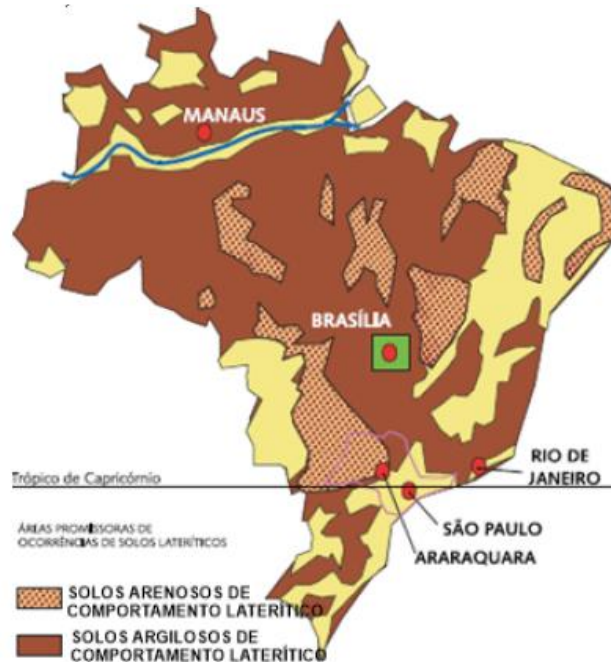 MANAUS
BRASÍLIA
RIO DE
JANEIRO
Trópico de Capricórnio
SÃO PAULO
ARARAQUARA
ÁREAS PROMISSORAS DE
OCORRÊNCIAS DE SOLOS LATERÍTICOS
SOLOS ARENOSOS DE
COMPORTAMENTO LATERÍTICO
SOLOS ARGILOSOS DE
COMPORTAMENTO LATERÍTICO